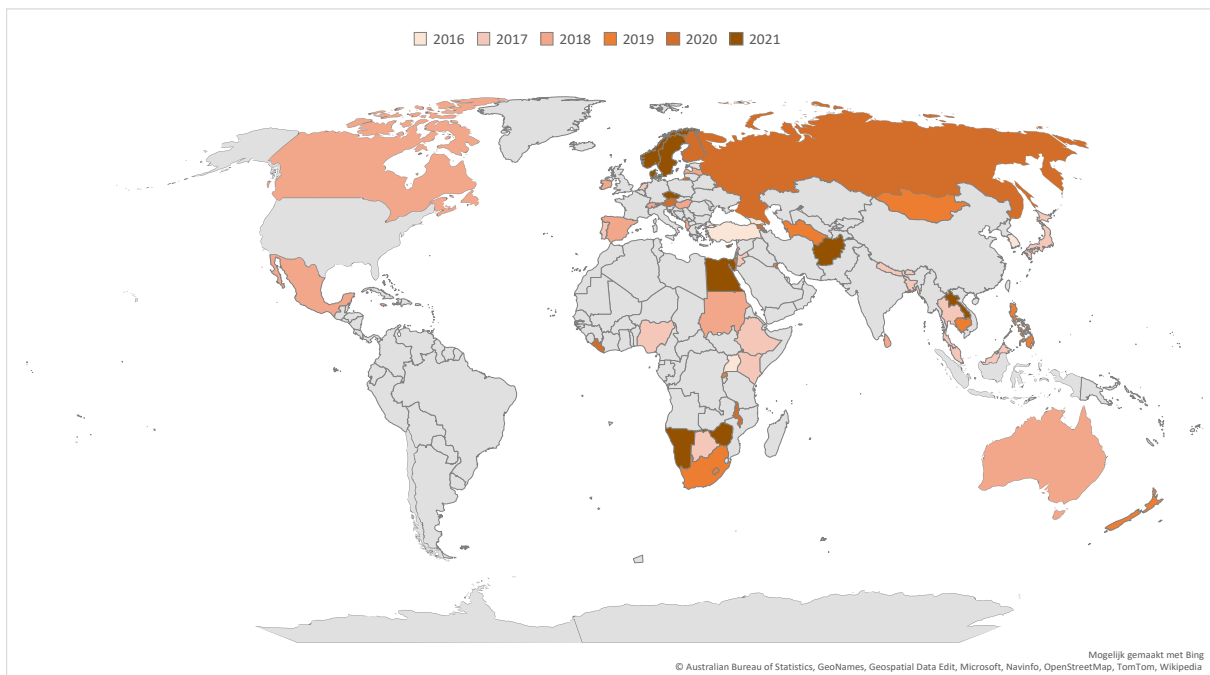 2016 2017 2018 2019 2020 2021
Mogelijk gemaakt met Bing
© Australian Bureau of Statistics, GeoNames, Geospatial Data Edit, Microsoft, Navinfo, OpenStreetMap, TomTom, Wikipedia